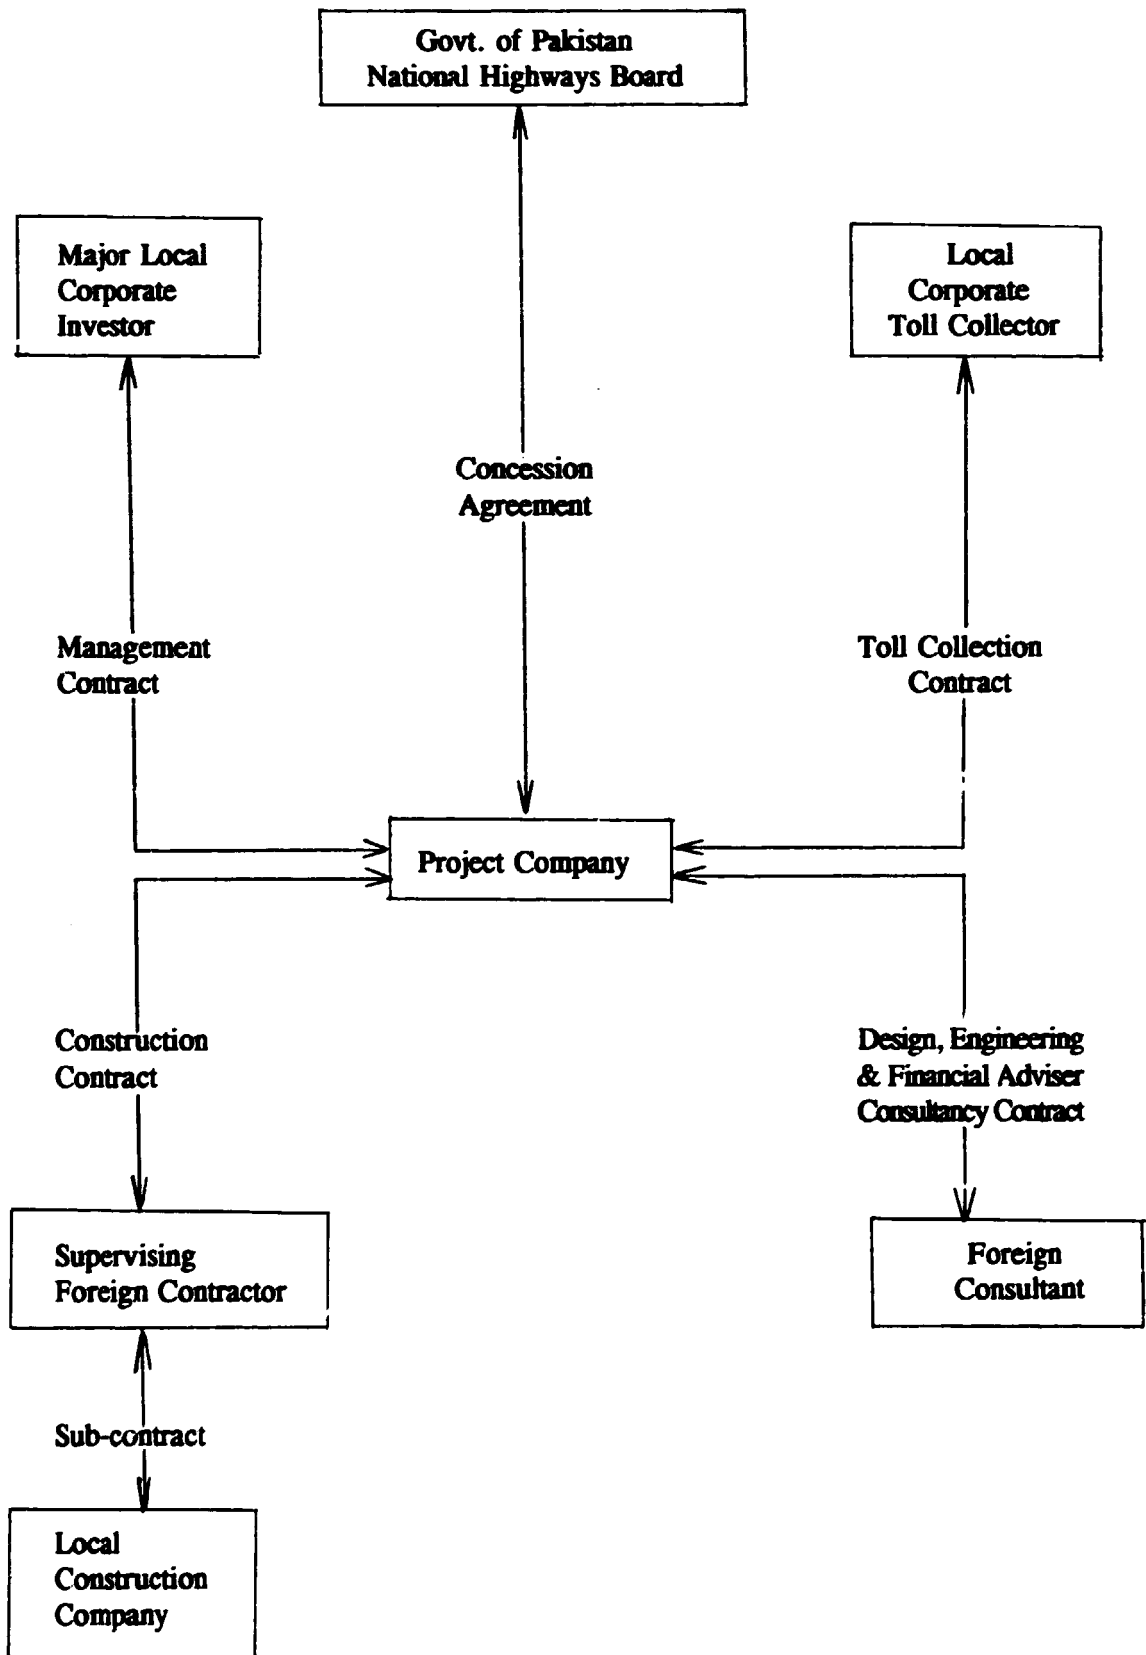 Govt. of Pakistan
National Highways Board
Major Local
Corporate
Investor
Local
Corporate
Toll Collector
Concession
Agreement
Management
Contract
Toll Collection
Contract
Project Company
Construction
Contract
Design, Engineering
& Financial Adviser
Consultancy Contract
Supervising
Foreign Contractor
Foreign
Consultant
Sub-contract
Local
Construction
Company